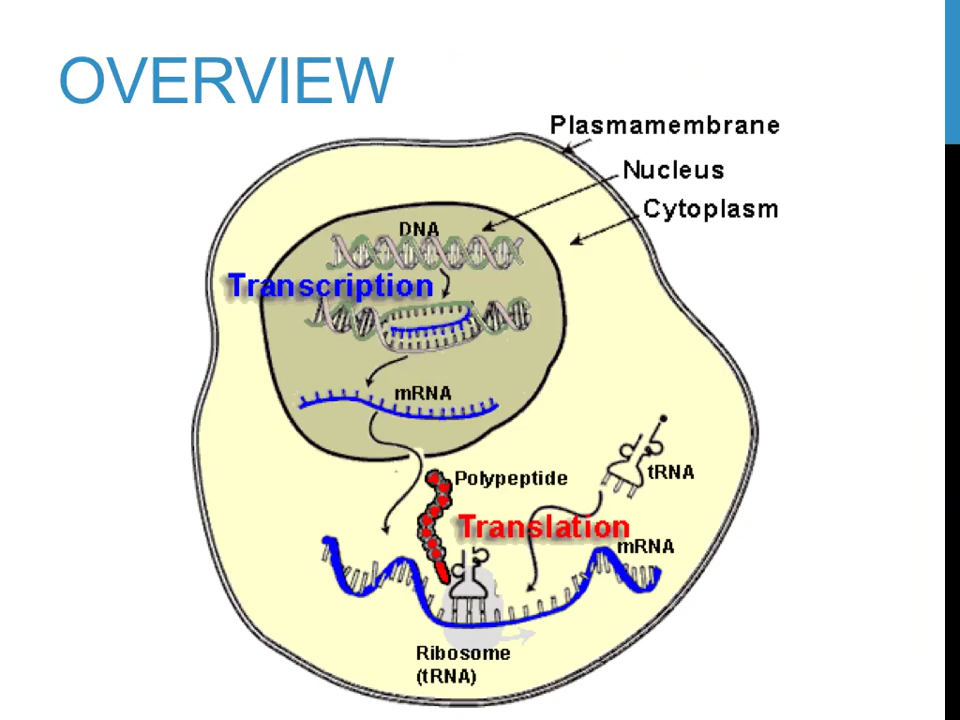 OVERVIEW
Plasmamembrane
Nucleus
Cytoplasm
DNA
Transcription
mRNA
Polypeptide
tRNA
Translation
mRNA
Ribosome
(tRNA)